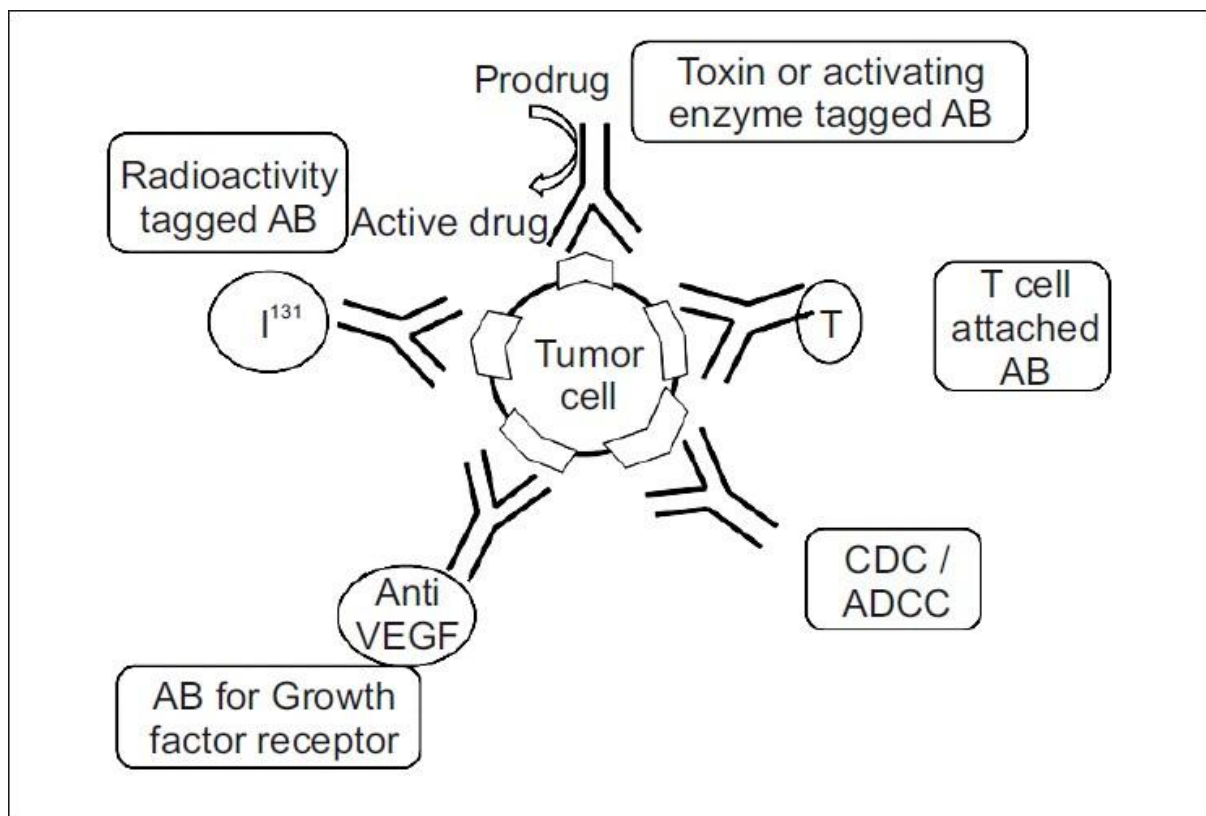 Prodrug
Toxin or activating
enzyme tagged AB
Radioactivity
tagged AB
Active drug
I¹³¹
Tumor
cell
T
T cell
attached
AB
CDC /
ADCC
Anti
VEGF
AB for Growth
factor receptor